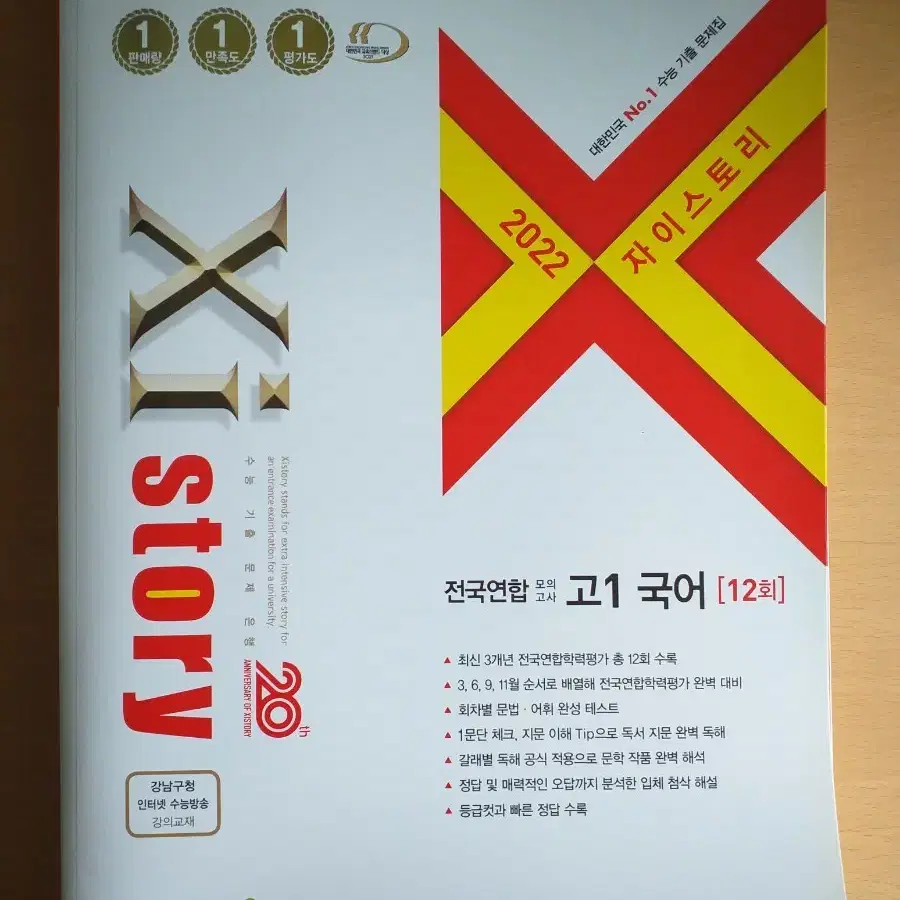 1
판매량
1
만족도
1
평가도
대한민국 No.1 수능 기출 문제집
2022 자이스토리
Xi story
Xistory stands for extra intensive story for
an entrance examination for a university.
수능 기출 문제 은행
20th
ANNIVERSARY OF XISTORY
전국연합 모의고사 고1 국어 [12회]
▲ 최신 3개년 전국연합학력평가 총 12회 수록
▲ 3, 6, 9, 11월 순서로 배열해 전국연합학력평가 완벽 대비
▲ 회차별 문법·어휘 완성 테스트
▲ 1문단 체크, 지문 이해 Tip으로 독서 지문 완벽 독해
▲ 갈래별 독해 공식 적용으로 문학 작품 완벽 해석
▲ 정답 및 매력적인 오답까지 분석한 입체 첨삭 해설
▲ 등급컷과 빠른 정답 수록
강남구청
인터넷 수능방송
강의교재